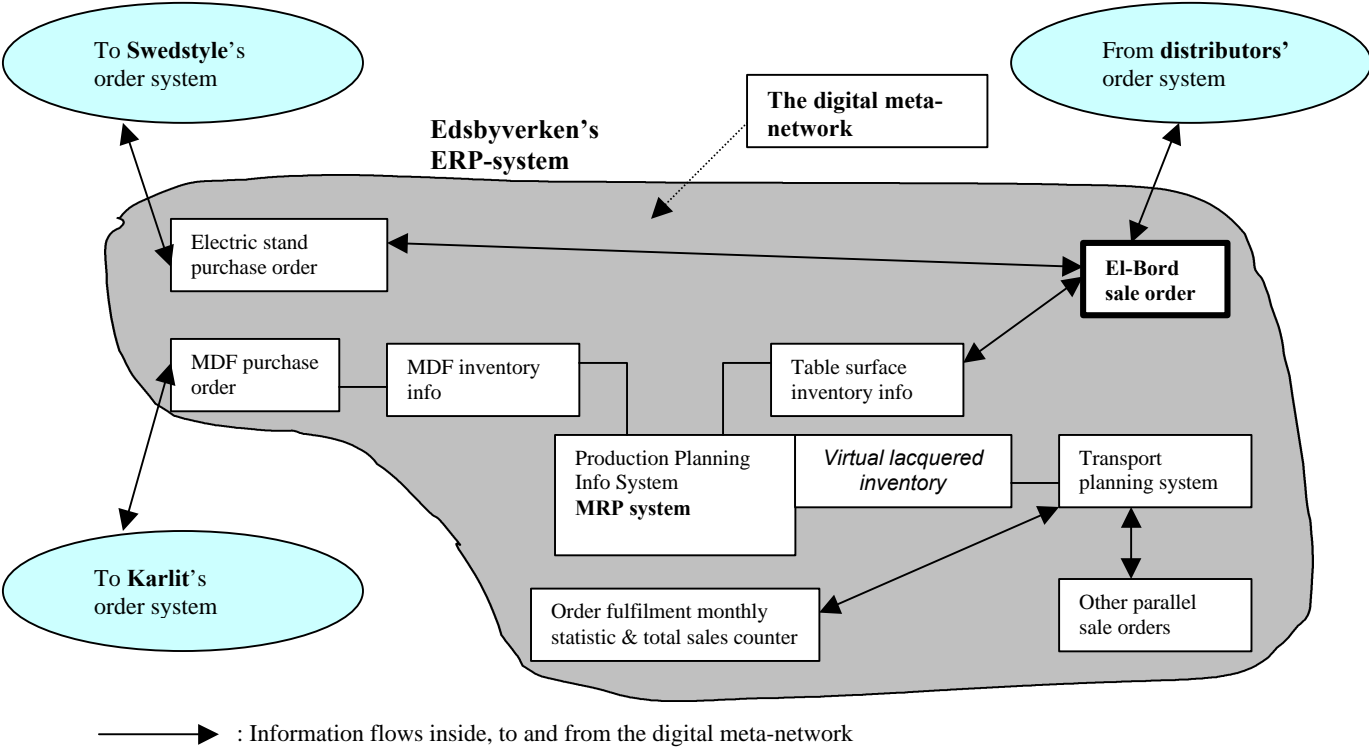 To Swedstyle’s
order system
From distributors’
order system
The digital meta-
network
Edsbyverken’s
ERP-system
Electric stand
purchase order
El-Bord
sale order
MDF purchase
order
MDF inventory
info
Table surface
inventory info
Production Planning
Info System
MRP system
Virtual lacquered
inventory
Transport
planning system
To Karlit’s
order system
Order fulfilment monthly
statistic & total sales counter
Other parallel
sale orders
: Information flows inside, to and from the digital meta-network